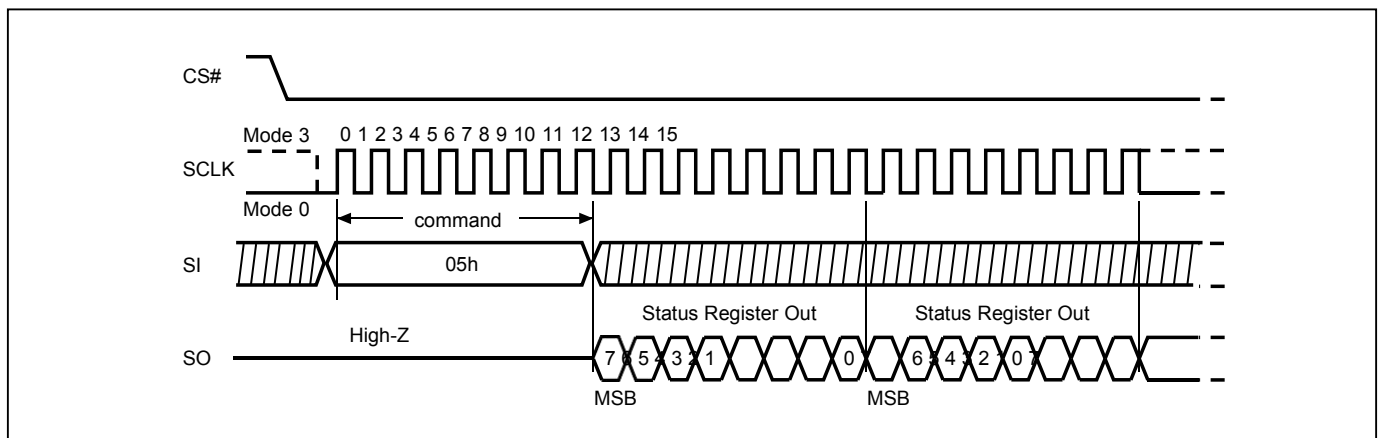 CS#
Mode 3
0 1 2 3 4 5 6 7 8 9 10 11 12 13 14 15
SCLK
Mode 0
command
SI
05h
Status Register Out
Status Register Out
High-Z
SO
7 6 5 4 3 2 1 0 6 5 4 3 2 1 0 7
MSB
MSB